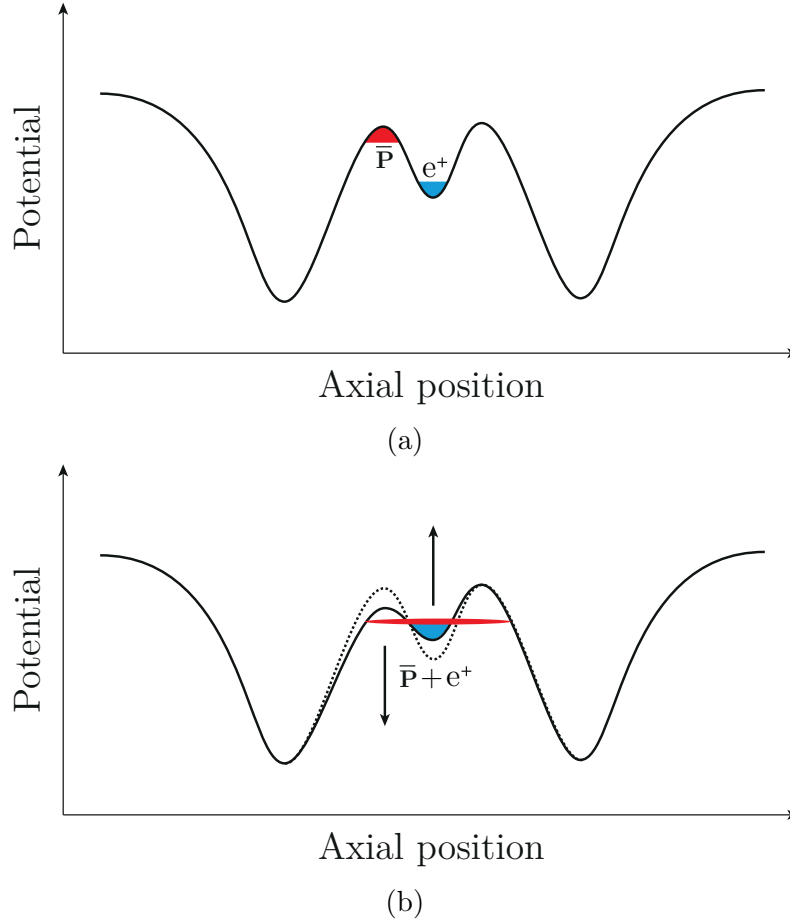 Potential
P̅
e⁺
Axial position
(a)
Potential
P̅ + e⁺
Axial position
(b)